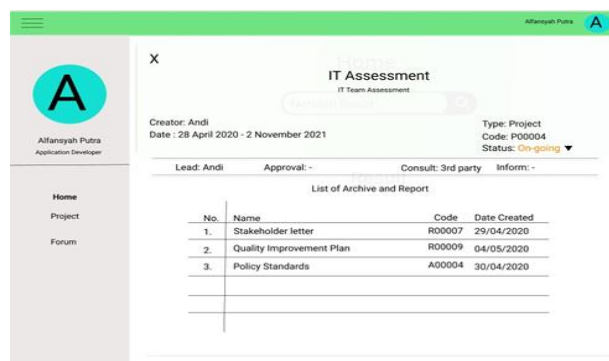 Alfansyah Putra
A
A
Alfansyah Putra
Application Developer
Home
Project
Forum
X
Home
IT Assessment
IT Team Assessment
Creator: Andi
Date : 28 April 2020 - 2 November 2021
Type: Project
Code: P00004
Status: On-going
Lead: Andi Approval: - Consult: 3rd party Inform: -
List of Archive and Report
No. Name Code Date Created
1. Stakeholder letter R00007 29/04/2020
2. Quality Improvement Plan R00009 04/05/2020
3. Policy Standards A00004 30/04/2020